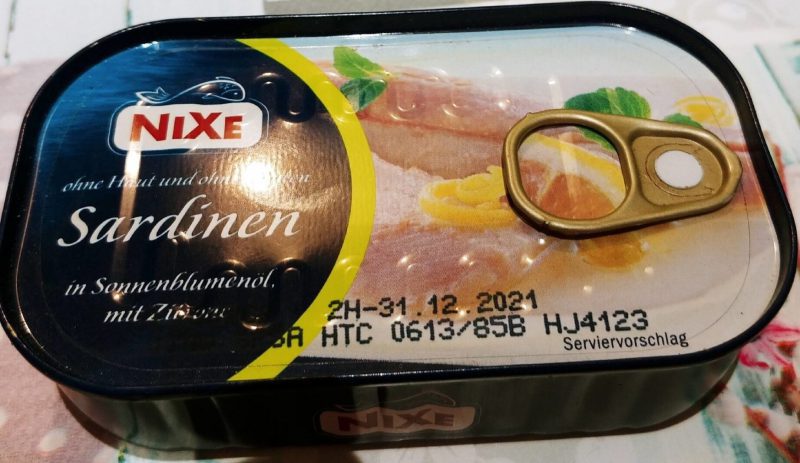 NIXE
ohne Haut und ohne
Sardinen
in Sonnenblumenöl,
mit Zitrone
2H-31.12.2021
HTC 0613/85B HJ4123
Serviervorschlag
NIXE